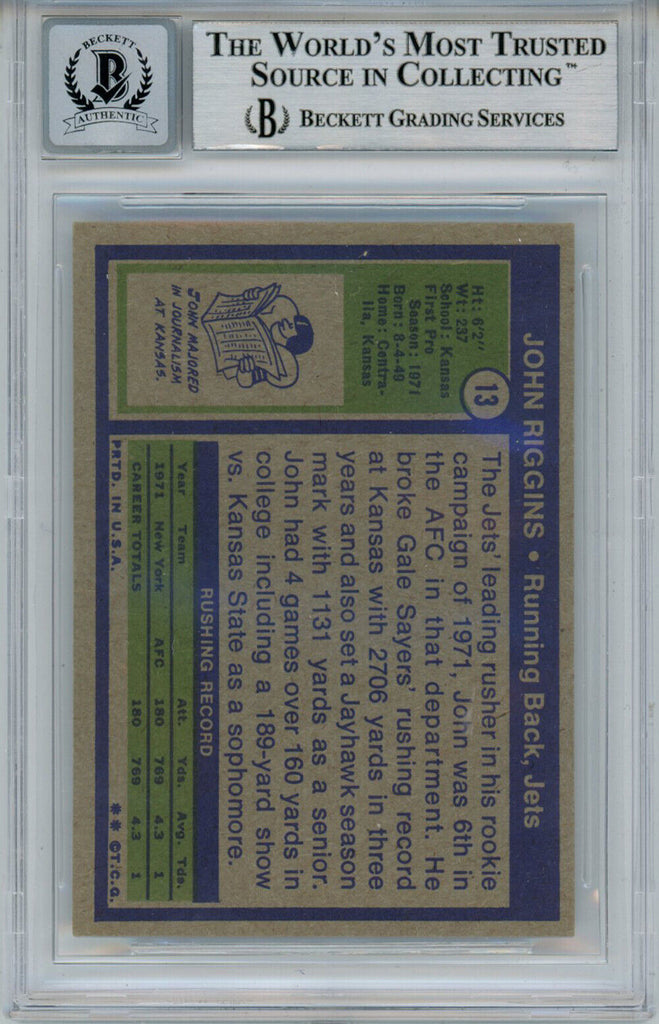 BECKETT
B
AUTHENTIC
THE WORLD'S MOST TRUSTED
SOURCE IN COLLECTING™
B BECKETT GRADING SERVICES
JOHN RIGGINS • Running Back, Jets
13
Ht: 6'2"
Wt: 237
School: Kansas
First Pro
Season: 1971
Born: 8-4-49
Home: Centra-
lia, Kansas
JOHN MAJORED
IN JOURNALISM
AT KANSAS.
The Jets' leading rusher in his rookie
campaign of 1971, John was 6th in
the AFC in that department. He
broke Gale Sayers' rushing record
at Kansas with 2706 yards in three
years and also set a Jayhawk season
mark with 1131 yards as a senior.
John had 4 games over 160 yards in
college including a 189-yard show
vs. Kansas State as a sophomore.
RUSHING RECORD
Year Team Att. Yds. Avg. Tds.
1971 New York AFC 180 769 4.3 1
CAREER TOTALS 180 769 4.3 1
PRTD. IN U.S.A. ** ©T.C.G.